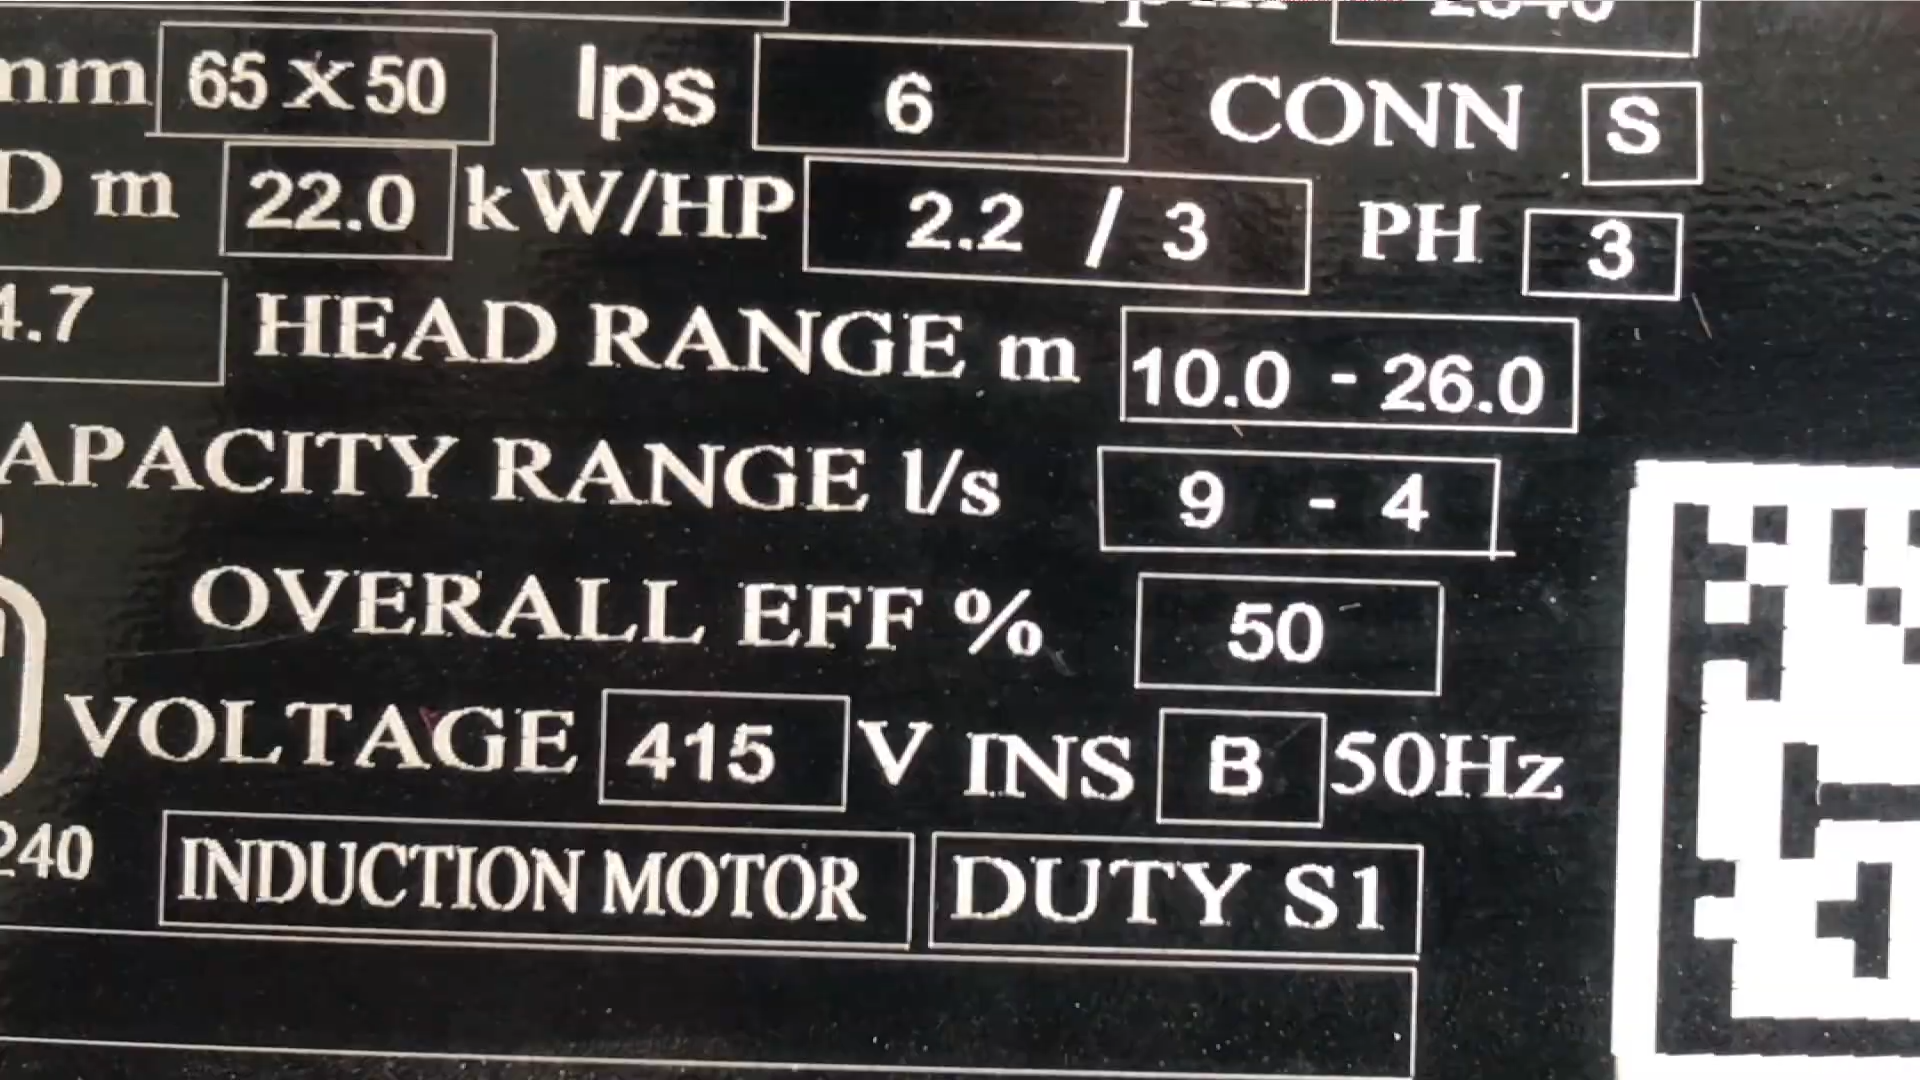 mm 65 X 50 lps 6 CONN S
D m 22.0 kW/HP 2.2 / 3 PH 3
4.7 HEAD RANGE m 10.0 - 26.0
APACITY RANGE l/s 9 - 4
OVERALL EFF % 50
VOLTAGE 415 V INS B 50Hz
240 INDUCTION MOTOR DUTY S1